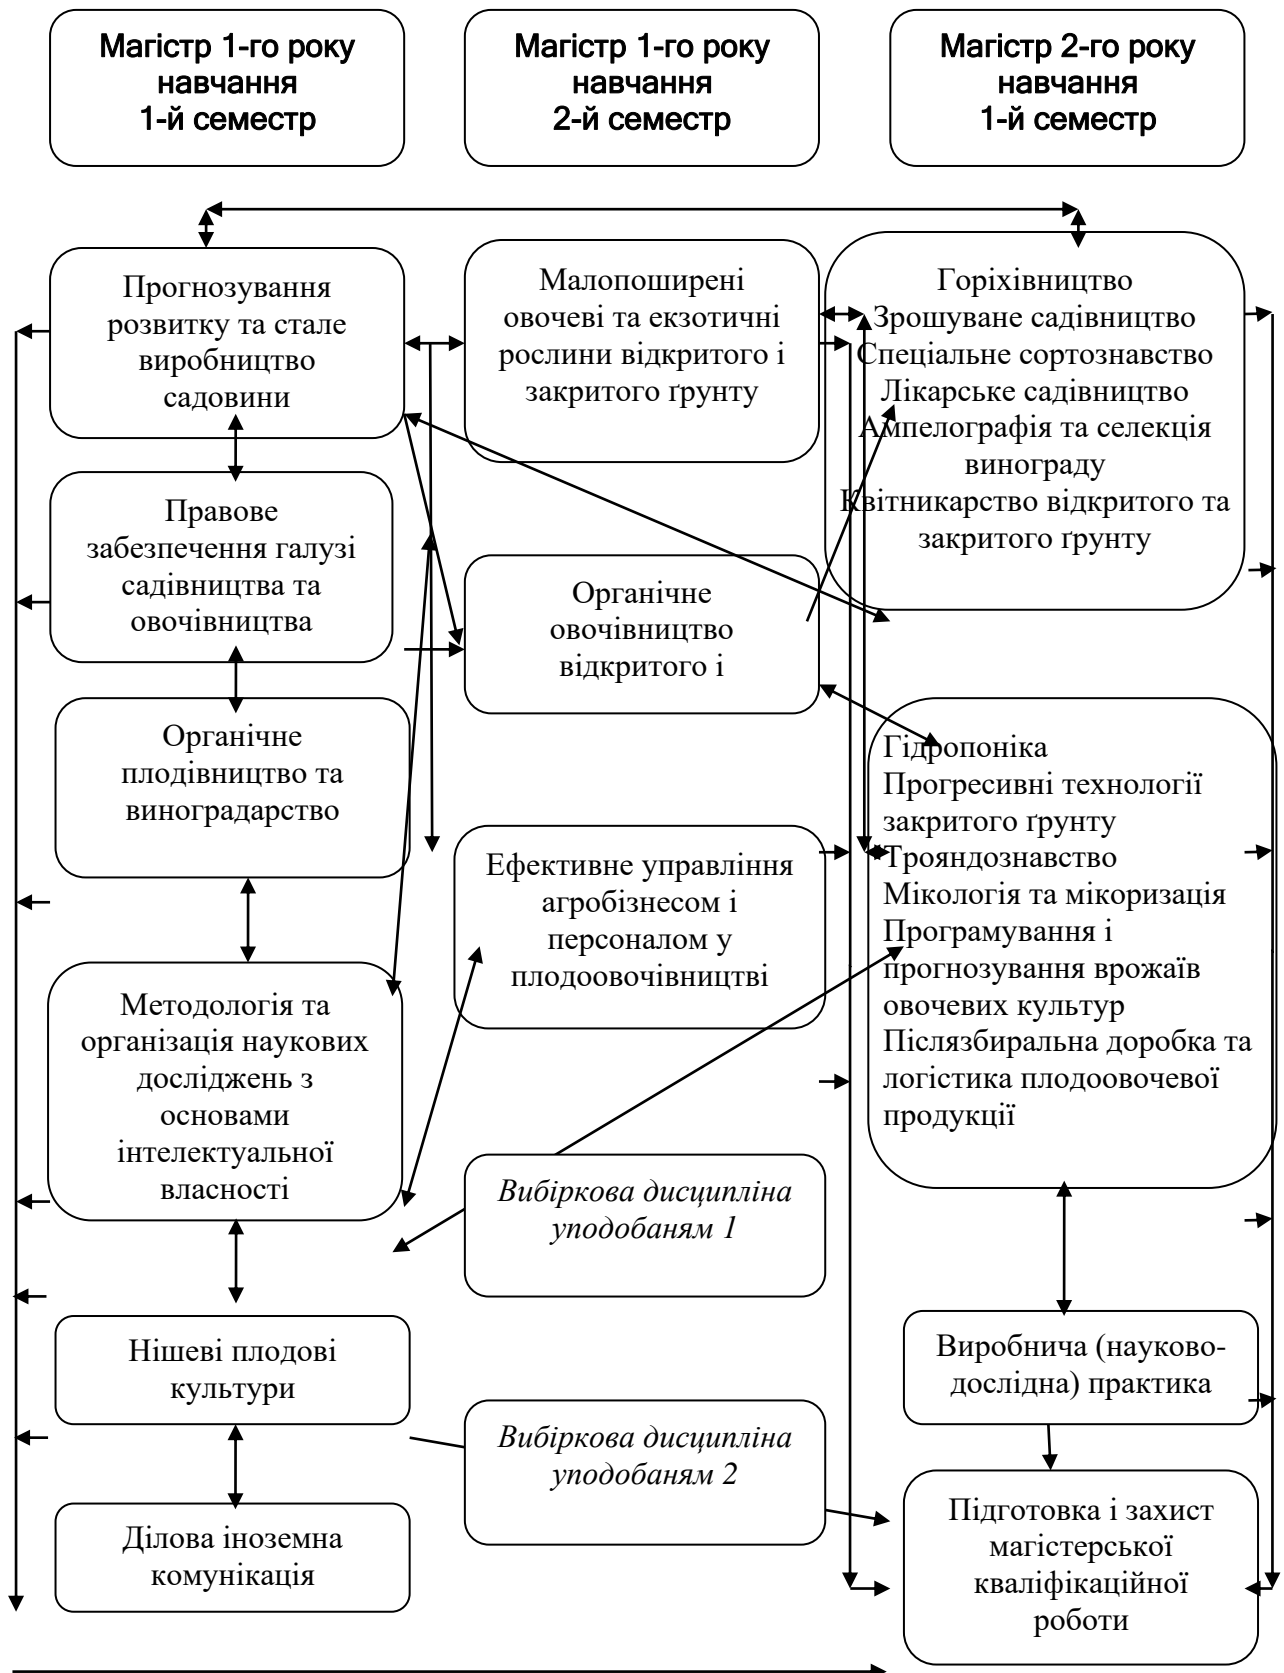 Магістр 1-го року
навчання
1-й семестр
Магістр 1-го року
навчання
2-й семестр
Магістр 2-го року
навчання
1-й семестр
Прогнозування
розвитку та стале
виробництво
садовини
Правове
забезпечення галузі
садівництва та
овочівництва
Органічне
плодівництво та
виноградарство
Методологія та
організація наукових
досліджень з
основами
інтелектуальної
власності
Нішеві плодові
культури
Ділова іноземна
комунікація
Малопоширені
овочеві та екзотичні
рослини відкритого і
закритого ґрунту
Органічне
овочівництво
відкритого і
Ефективне управління
агробізнесом і
персоналом у
плодоовочівництві
Вибіркова дисципліна
уподобаням 1
Вибіркова дисципліна
уподобаням 2
Горіхівництво
Зрошуване садівництво
Спеціальне сортознавство
Лікарське садівництво
Ампелографія та селекція
винограду
Квітникарство відкритого та
закритого ґрунту
Гідропоніка
Прогресивні технології
закритого ґрунту
Трояндознавство
Мікологія та мікоризація
Програмування і
прогнозування врожаїв
овочевих культур
Післязбиральна доробка та
логістика плодоовочевої
продукції
Виробнича (науково-
дослідна) практика
Підготовка і захист
магістерської
кваліфікаційної
роботи